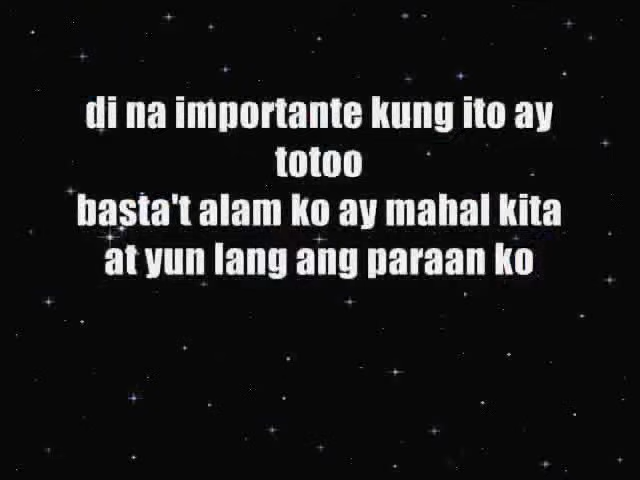 di na importante kung ito ay
totoo
basta't alam ko ay mahal kita
at yun lang ang paraan ko